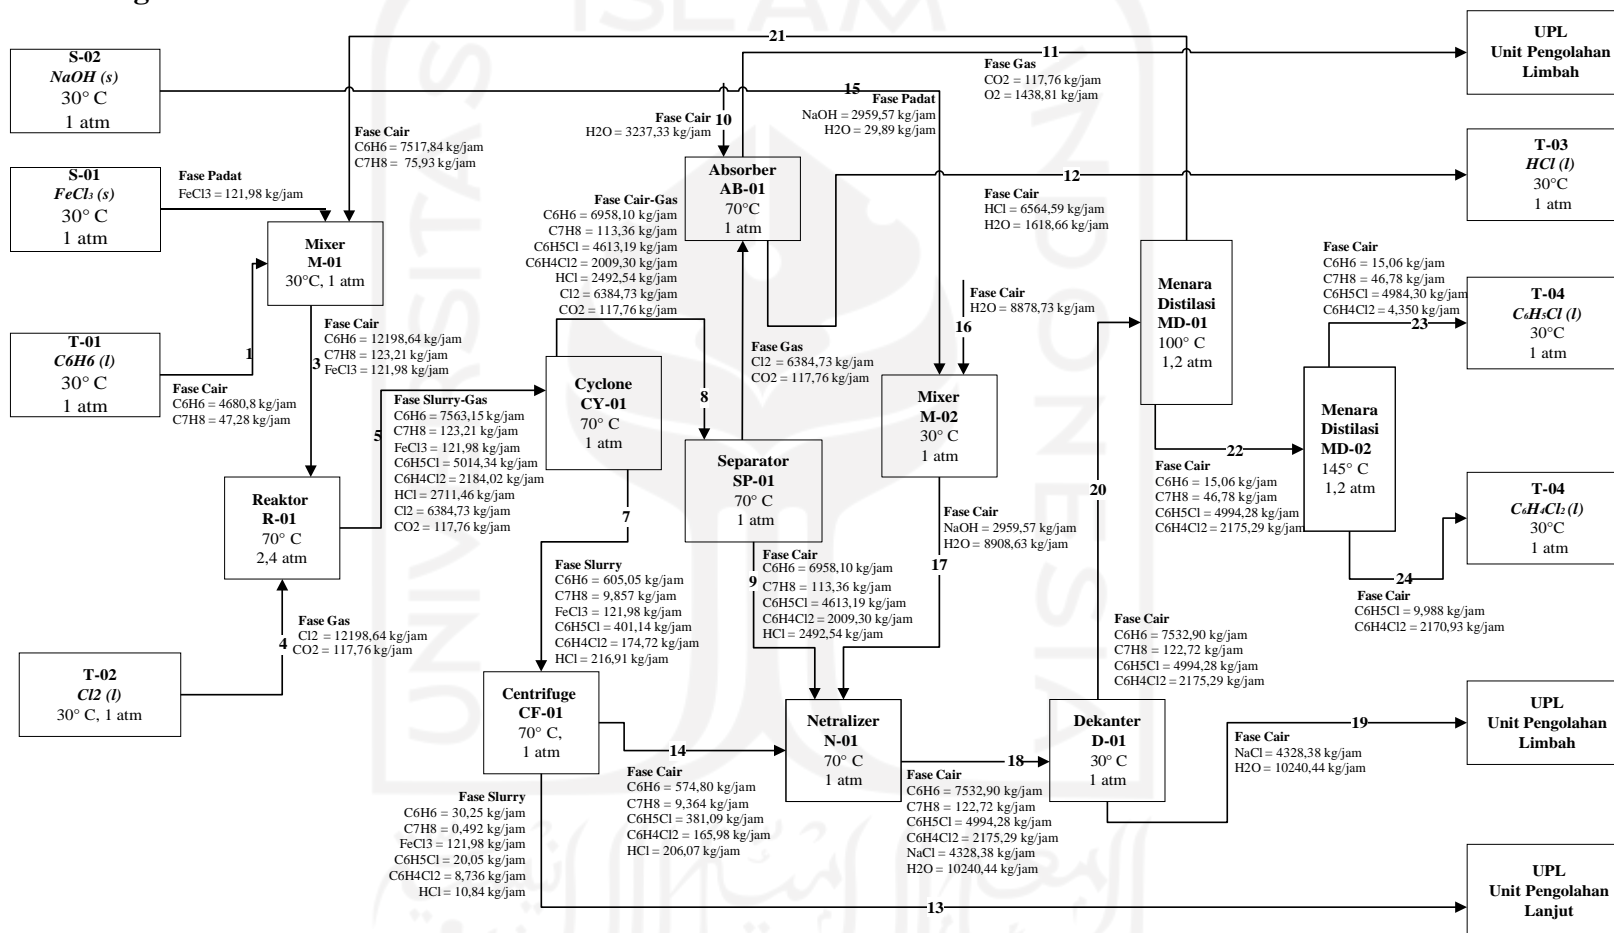 ISLAM
UNIVERSITAS
INDONESIA
S-02
NaOH (s)
30° C
1 atm
S-01
FeCl3 (s)
30° C
1 atm
T-01
C6H6 (l)
30° C
1 atm
T-02
Cl2 (l)
30° C, 1 atm
Fase Padat
FeCl3 = 121,98 kg/jam
21
Fase Cair
C6H6 = 7517,84 kg/jam
C7H8 = 75,93 kg/jam
Mixer
M-01
30°C, 1 atm
1
Fase Cair
C6H6 = 4680,8 kg/jam
C7H8 = 47,28 kg/jam
3
Fase Cair
C6H6 = 12198,64 kg/jam
C7H8 = 123,21 kg/jam
FeCl3 = 121,98 kg/jam
Reaktor
R-01
70° C
2,4 atm
4
Fase Gas
Cl2 = 12198,64 kg/jam
CO2 = 117,76 kg/jam
5
Fase Slurry-Gas
C6H6 = 7563,15 kg/jam
C7H8 = 123,21 kg/jam
FeCl3 = 121,98 kg/jam
C6H5Cl = 5014,34 kg/jam
C6H4Cl2 = 2184,02 kg/jam
HCl = 2711,46 kg/jam
Cl2 = 6384,73 kg/jam
CO2 = 117,76 kg/jam
Cyclone
CY-01
70° C
1 atm
7
Fase Slurry
C6H6 = 605,05 kg/jam
C7H8 = 9,857 kg/jam
FeCl3 = 121,98 kg/jam
C6H5Cl = 401,14 kg/jam
C6H4Cl2 = 174,72 kg/jam
HCl = 216,91 kg/jam
8
Fase Cair-Gas
C6H6 = 6958,10 kg/jam
C7H8 = 113,36 kg/jam
C6H5Cl = 4613,19 kg/jam
C6H4Cl2 = 2009,30 kg/jam
HCl = 2492,54 kg/jam
Cl2 = 6384,73 kg/jam
CO2 = 117,76 kg/jam
Separator
SP-01
70° C
1 atm
Fase Gas
Cl2 = 6384,73 kg/jam
CO2 = 117,76 kg/jam
9
Fase Cair
C6H6 = 6958,10 kg/jam
C7H8 = 113,36 kg/jam
C6H5Cl = 4613,19 kg/jam
C6H4Cl2 = 2009,30 kg/jam
HCl = 2492,54 kg/jam
10
Fase Cair
H2O = 3237,33 kg/jam
Absorber
AB-01
70°C
1 atm
11
Fase Gas
CO2 = 117,76 kg/jam
O2 = 1438,81 kg/jam
12
Fase Cair
HCl = 6564,59 kg/jam
H2O = 1618,66 kg/jam
15
Fase Padat
NaOH = 2959,57 kg/jam
H2O = 29,89 kg/jam
16
Fase Cair
H2O = 8878,73 kg/jam
Mixer
M-02
30° C
1 atm
17
Fase Cair
NaOH = 2959,57 kg/jam
H2O = 8908,63 kg/jam
Centrifuge
CF-01
70° C,
1 atm
13
Fase Slurry
C6H6 = 30,25 kg/jam
C7H8 = 0,492 kg/jam
FeCl3 = 121,98 kg/jam
C6H5Cl = 20,05 kg/jam
C6H4Cl2 = 8,736 kg/jam
HCl = 10,84 kg/jam
14
Fase Cair
C6H6 = 574,80 kg/jam
C7H8 = 9,364 kg/jam
C6H5Cl = 381,09 kg/jam
C6H4Cl2 = 165,98 kg/jam
HCl = 206,07 kg/jam
Netralizer
N-01
70° C
1 atm
18
Fase Cair
C6H6 = 7532,90 kg/jam
C7H8 = 122,72 kg/jam
C6H5Cl = 4994,28 kg/jam
C6H4Cl2 = 2175,29 kg/jam
NaCl = 4328,38 kg/jam
H2O = 10240,44 kg/jam
Dekanter
D-01
30° C
1 atm
19
Fase Cair
NaCl = 4328,38 kg/jam
H2O = 10240,44 kg/jam
20
Fase Cair
C6H6 = 7532,90 kg/jam
C7H8 = 122,72 kg/jam
C6H5Cl = 4994,28 kg/jam
C6H4Cl2 = 2175,29 kg/jam
Menara
Distilasi
MD-01
100° C
1,2 atm
22
Fase Cair
C6H6 = 15,06 kg/jam
C7H8 = 46,78 kg/jam
C6H5Cl = 4994,28 kg/jam
C6H4Cl2 = 2175,29 kg/jam
Menara
Distilasi
MD-02
145° C
1,2 atm
23
Fase Cair
C6H6 = 15,06 kg/jam
C7H8 = 46,78 kg/jam
C6H5Cl = 4984,30 kg/jam
C6H4Cl2 = 4,350 kg/jam
24
Fase Cair
C6H5Cl = 9,988 kg/jam
C6H4Cl2 = 2170,93 kg/jam
UPL
Unit Pengolahan
Limbah
T-03
HCl (l)
30°C
1 atm
T-04
C6H5Cl (l)
30°C
1 atm
T-04
C6H4Cl2 (l)
30°C
1 atm
UPL
Unit Pengolahan
Limbah
UPL
Unit Pengolahan
Lanjut